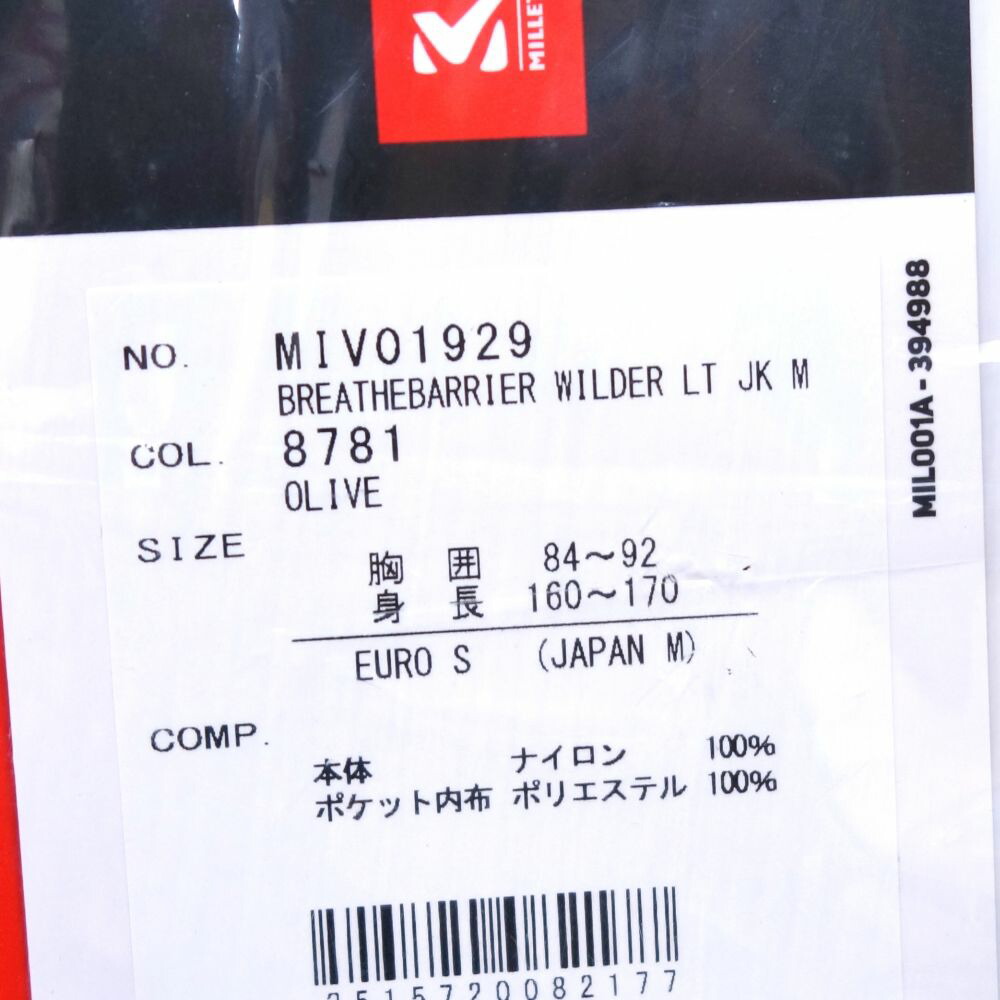 NO. MIV01929
BREATHEBARRIER WILDER LT JK M
COL. 8781
OLIVE
SIZE
胸囲 84~92
身長 160~170
EURO S (JAPAN M)
COMP.
本体 ナイロン 100%
ポケット内布 ポリエステル 100%
MIL001A - 394988